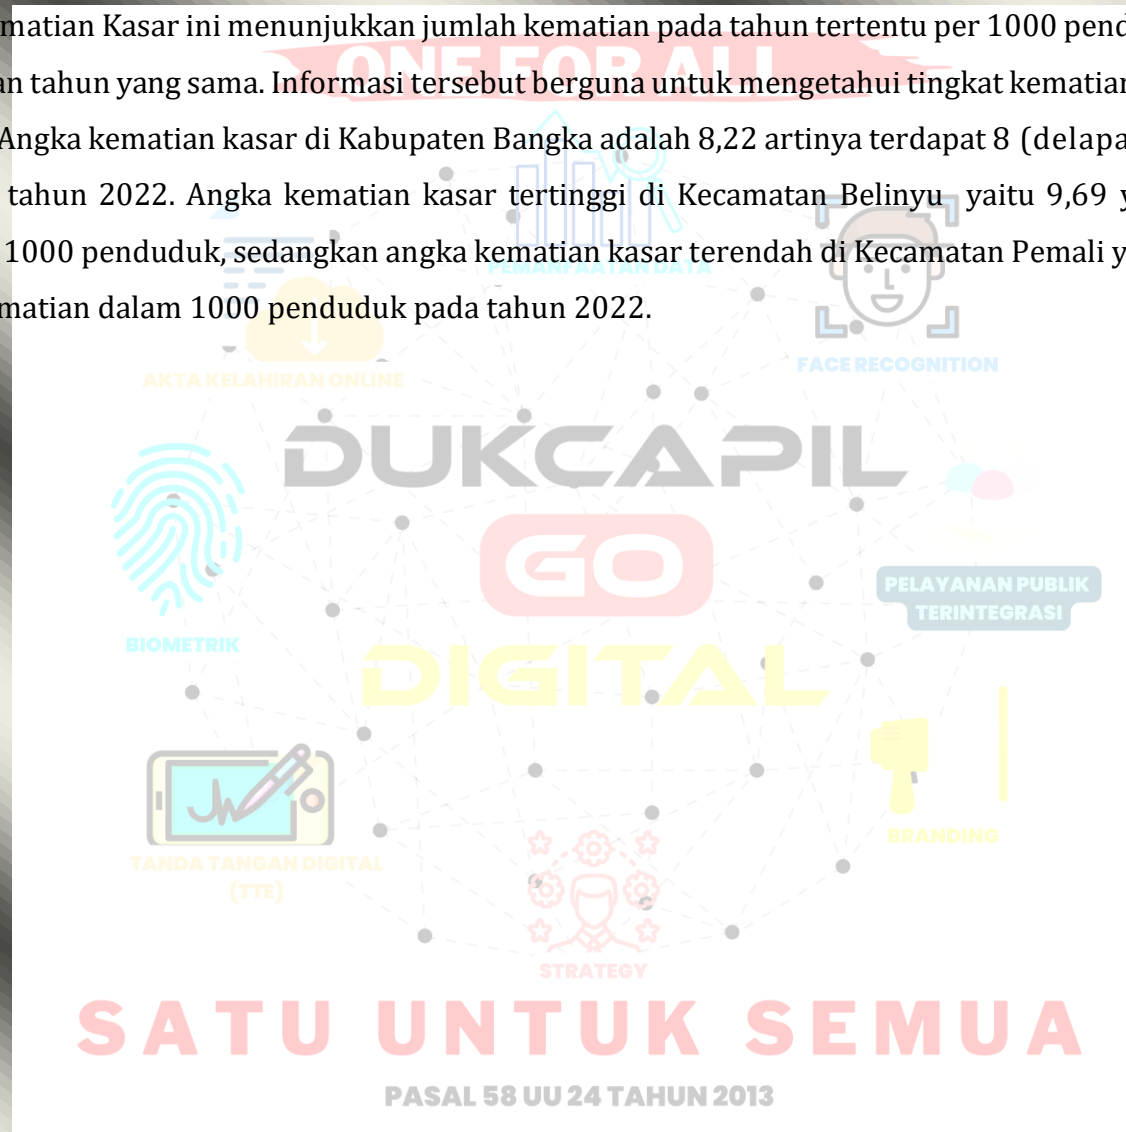 matian Kasar ini menunjukkan jumlah kematian pada tahun tertentu per 1000 pend
ONE FOR ALL
an tahun yang sama. Informasi tersebut berguna untuk mengetahui tingkat kematian
Angka kematian kasar di Kabupaten Bangka adalah 8,22 artinya terdapat 8 (delapa
tahun 2022. Angka kematian kasar tertinggi di Kecamatan Belinyu yaitu 9,69 y
1000 penduduk, sedangkan angka kematian kasar terendah di Kecamatan Pemali y
PEMANFAATAN DATA
matian dalam 1000 penduduk pada tahun 2022.
FACE RECOGNITION
AKTA KELAHIRAN ONLINE
DUKCAPIL
GO
DIGITAL
PELAYANAN PUBLIK
TERINTEGRASI
BIOMETRIK
BRANDING
TANDA TANGAN DIGITAL
(TTE)
STRATEGY
SATU UNTUK SEMUA
PASAL 58 UU 24 TAHUN 2013